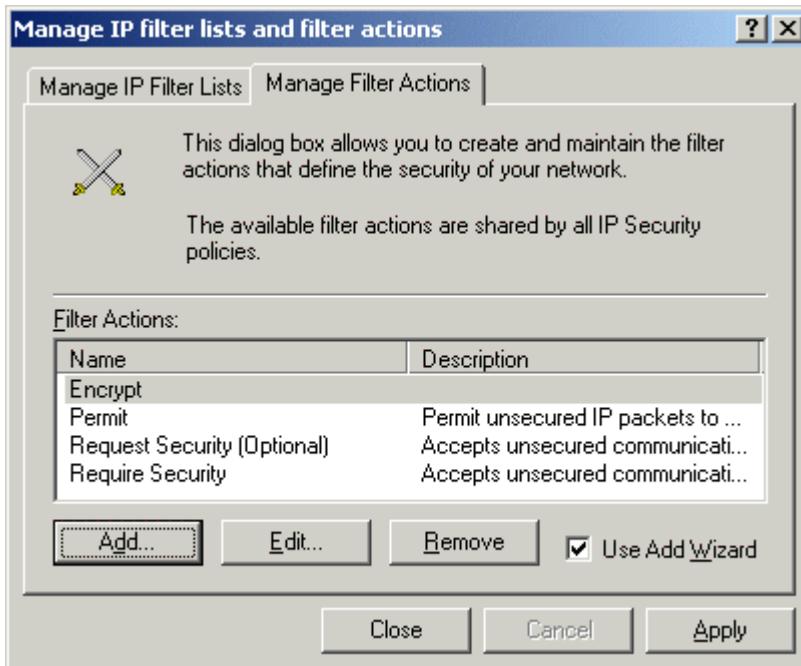 Manage IP filter lists and filter actions
Manage IP Filter Lists
Manage Filter Actions
This dialog box allows you to create and maintain the filter
actions that define the security of your network.
The available filter actions are shared by all IP Security
policies.
Filter Actions:
Name Description
Encrypt
Permit Permit unsecured IP packets to ...
Request Security (Optional) Accepts unsecured communicati...
Require Security Accepts unsecured communicati...
Add... Edit... Remove Use Add Wizard
Close Cancel Apply